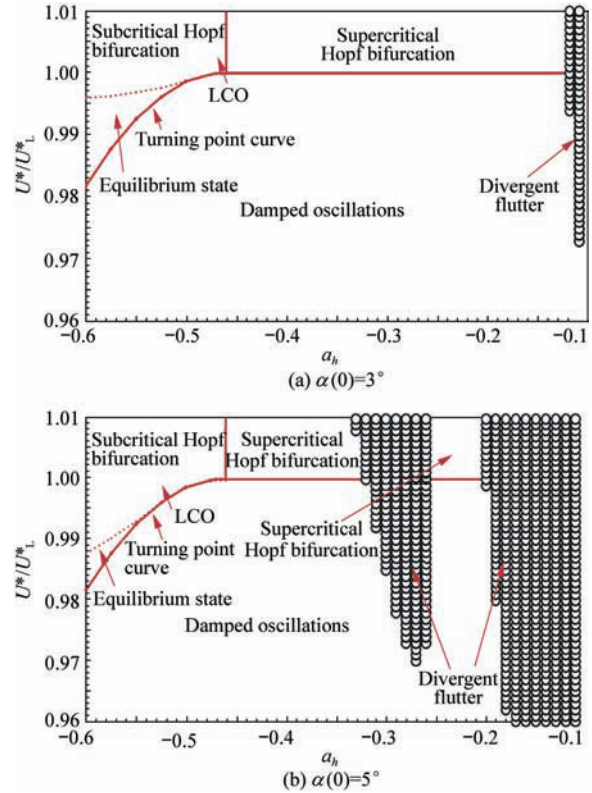 1.01
Subcritical Hopf
bifurcation
Supercritical
Hopf bifurcation
1.00
LCO
0.99
Turning point curve
U*/U*L
Equilibrium state
0.98
Divergent
flutter
Damped oscillations
0.97
0.96
−0.6 −0.5 −0.4 −0.3 −0.2 −0.1
ah
(a) α(0)=3°
1.01
Subcritical Hopf
bifurcation
Supercritical
Hopf bifurcation
1.00
LCO
Supercritical
Hopf bifurcation
0.99
Turning point
curve
U*/U*L
Equilibrium state
0.98
Damped oscillations
0.97
Divergent
flutter
0.96
−0.6 −0.5 −0.4 −0.3 −0.2 −0.1
ah
(b) α(0)=5°